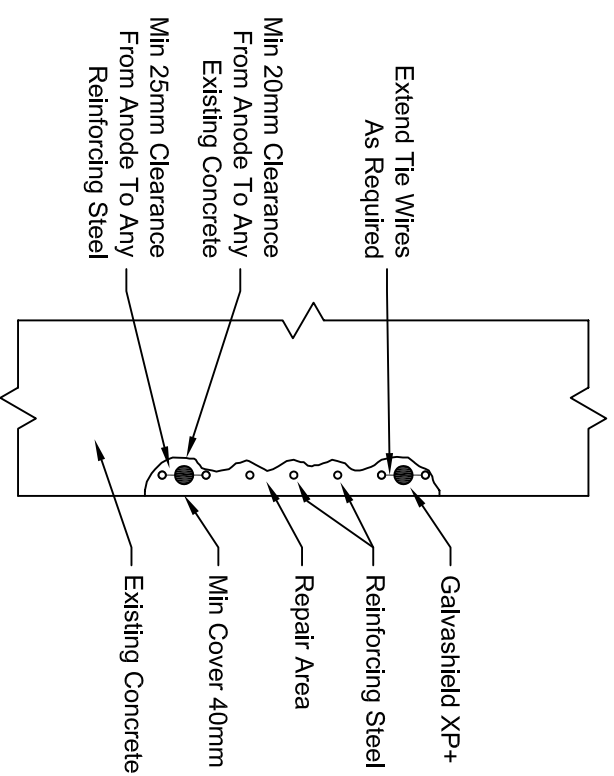 Extend Tie Wires
As Required
Min 20mm Clearance
From Anode To Any
Existing Concrete
Min 25mm Clearance
From Anode To Any
Reinforcing Steel
Galvashield XP+
Reinforcing Steel
Repair Area
Min Cover 40mm
Existing Concrete